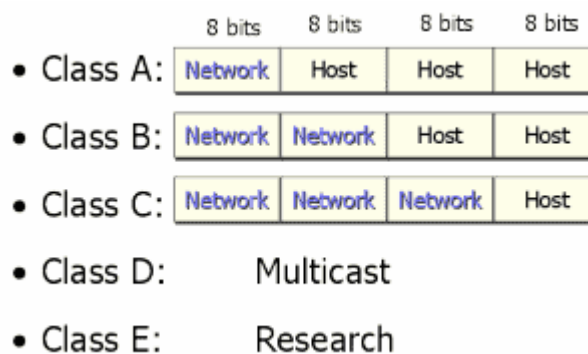 8 bits 8 bits 8 bits 8 bits
• Class A: Network Host Host Host
• Class B: Network Network Host Host
• Class C: Network Network Network Host
• Class D: Multicast
• Class E: Research